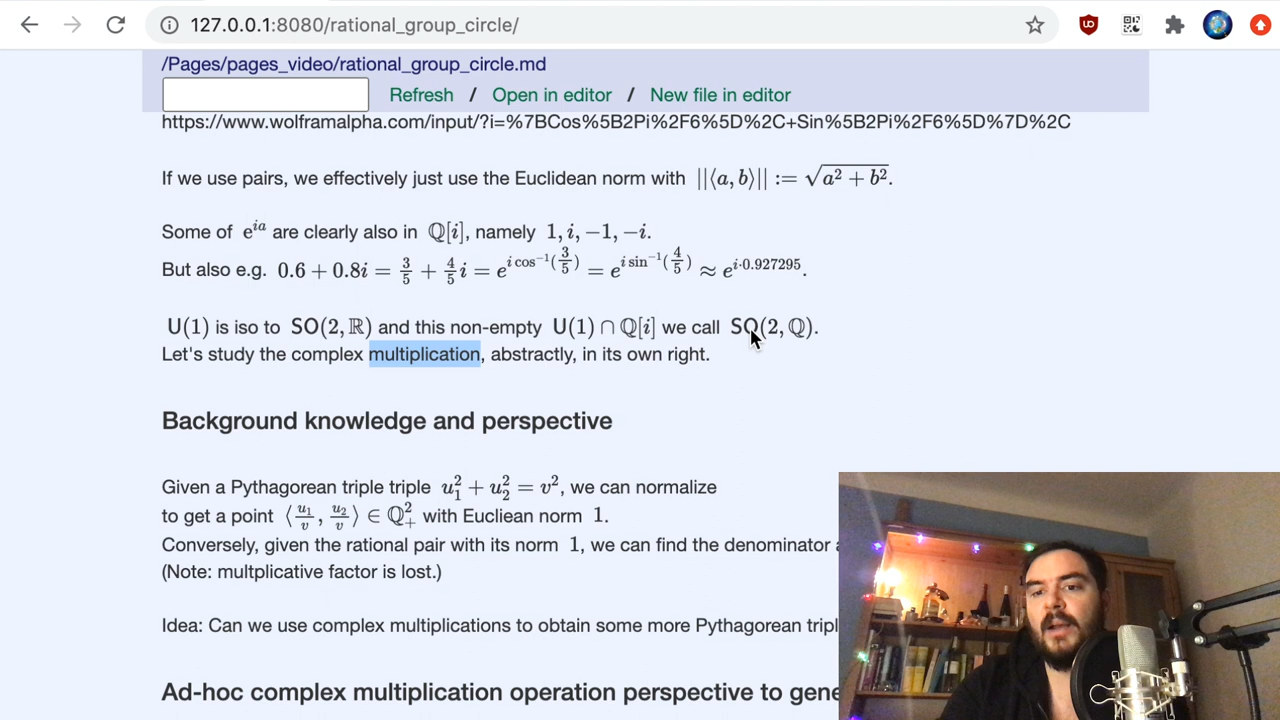 127.0.0.1:8080/rational_group_circle/
/Pages/pages_video/rational_group_circle.md
Refresh / Open in editor / New file in editor
https://www.wolframalpha.com/input/?i=%7BCos%5B2Pi%2F6%5D%2C+Sin%5B2Pi%2F6%5D%7D%2C
If we use pairs, we effectively just use the Euclidean norm with ||⟨a, b⟩|| := √(a² + b²).
Some of e^{ia} are clearly also in ℚ[i], namely 1, i, −1, −i.
But also e.g. 0.6 + 0.8i = 3/5 + 4/5 i = e^{i cos⁻¹(3/5)} = e^{i sin⁻¹(4/5)} ≈ e^{i·0.927295}.
U(1) is iso to SO(2, ℝ) and this non-empty U(1) ∩ ℚ[i] we call SO(2, ℚ).
Let's study the complex multiplication, abstractly, in its own right.
Background knowledge and perspective
Given a Pythagorean triple triple u₁² + u₂² = v², we can normalize
to get a point ⟨u₁/v, u₂/v⟩ ∈ ℚ₊² with Eucliean norm 1.
Conversely, given the rational pair with its norm 1, we can find the denominator
(Note: multplicative factor is lost.)
Idea: Can we use complex multiplications to obtain some more Pythagorean tripl
Ad-hoc complex multiplication operation perspective to gene